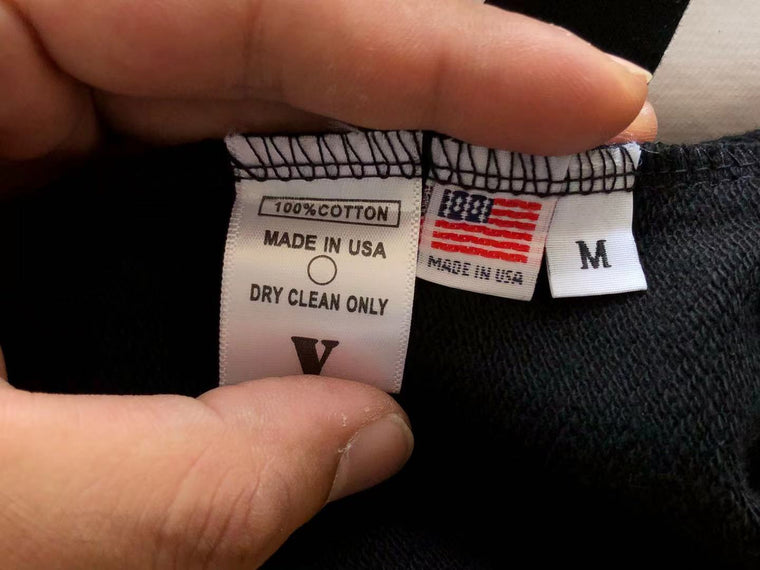 100%COTTON
MADE IN USA
DRY CLEAN ONLY
V
MADE IN USA
M